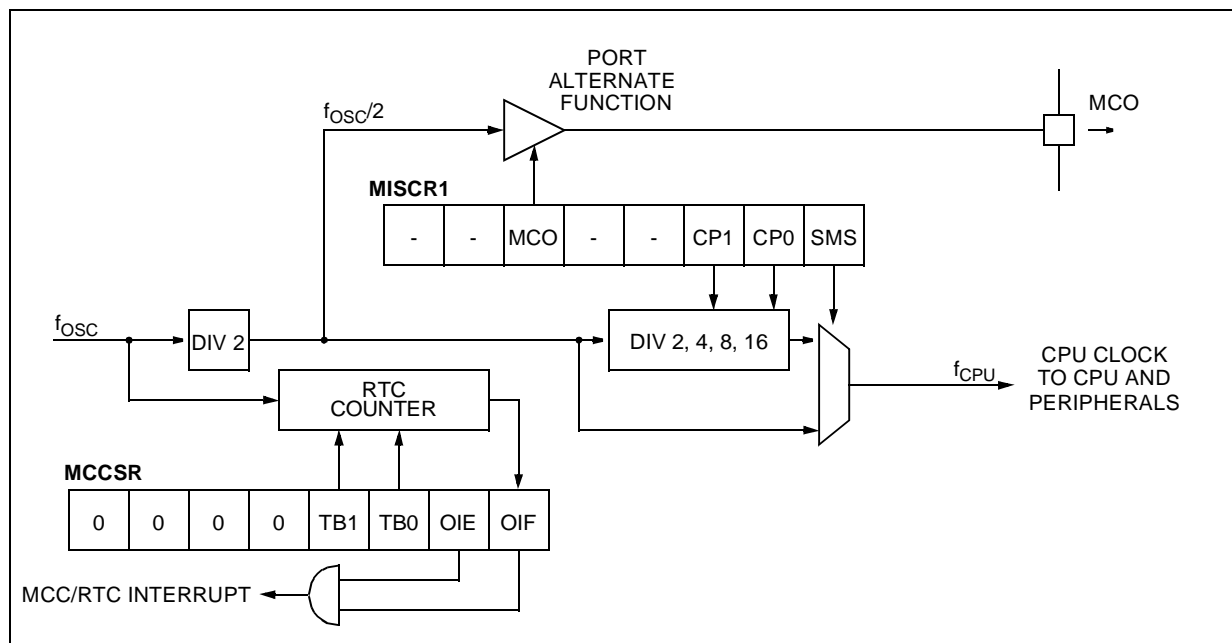 PORT
ALTERNATE
FUNCTION
MCO
fOSC/2
MISCR1
- - MCO - - CP1 CP0 SMS
fOSC
DIV 2
DIV 2, 4, 8, 16
RTC
COUNTER
fCPU
CPU CLOCK
TO CPU AND
PERIPHERALS
MCCSR
0 0 0 0 TB1 TB0 OIE OIF
MCC/RTC INTERRUPT